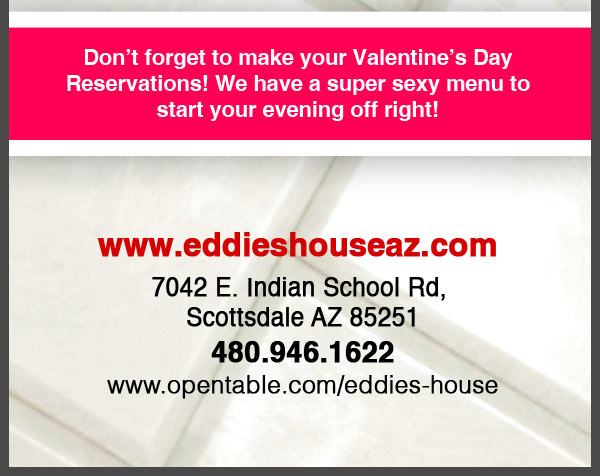 Don’t forget to make your Valentine’s Day
Reservations! We have a super sexy menu to
start your evening off right!
www.eddieshouseaz.com
7042 E. Indian School Rd,
Scottsdale AZ 85251
480.946.1622
www.opentable.com/eddies-house